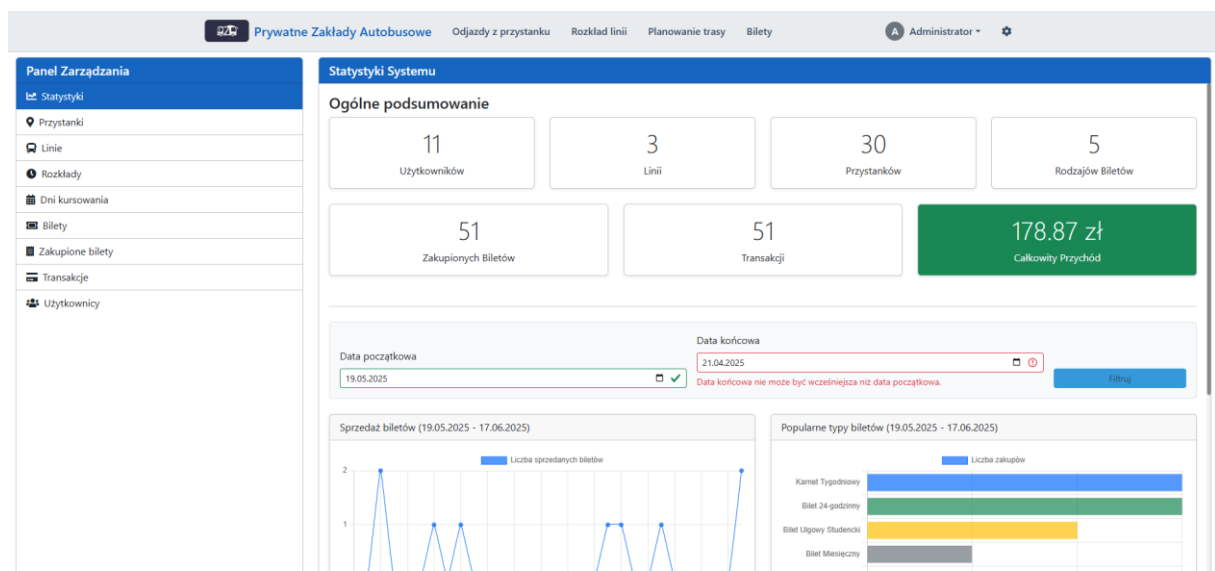 PZA Prywatne Zakłady Autobusowe Odjazdy z przystanku Rozkład linii Planowanie trasy Bilety A Administrator
Panel Zarządzania
Statystyki
Przystanki
Linie
Rozkłady
Dni kursowania
Bilety
Zakupione bilety
Transakcje
Użytkownicy
Statystyki Systemu
Ogólne podsumowanie
11
Użytkowników
3
Linii
30
Przystanków
5
Rodzajów Biletów
51
Zakupionych Biletów
51
Transakcji
178.87 zł
Całkowity Przychód
Data początkowa
19.05.2025
Data końcowa
21.04.2025
Data końcowa nie może być wcześniejsza niż data początkowa.
Filtruj
Sprzedaż biletów (19.05.2025 - 17.06.2025)
Liczba sprzedanych biletów
2
1
Popularne typy biletów (19.05.2025 - 17.06.2025)
Liczba zakupów
Karnet Tygodniowy
Bilet 24-godzinny
Bilet Ulgowy Studencki
Bilet Miesięczny